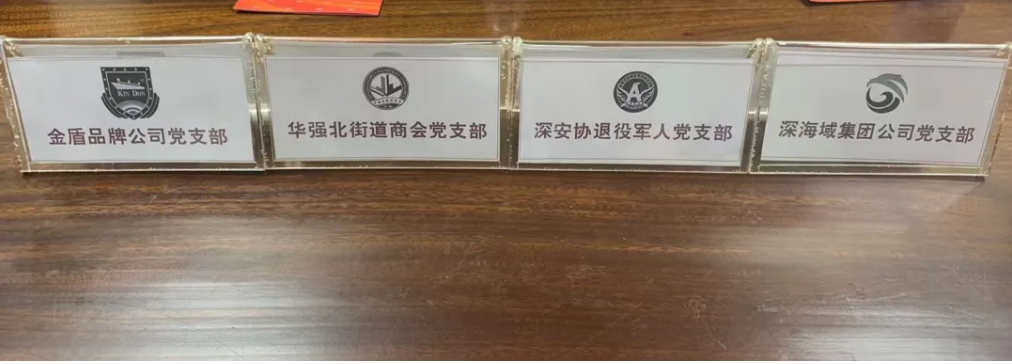 KIN DON
金盾品牌公司党支部
华强北街道商会党支部
深安协退役军人党支部
深海域集团公司党支部